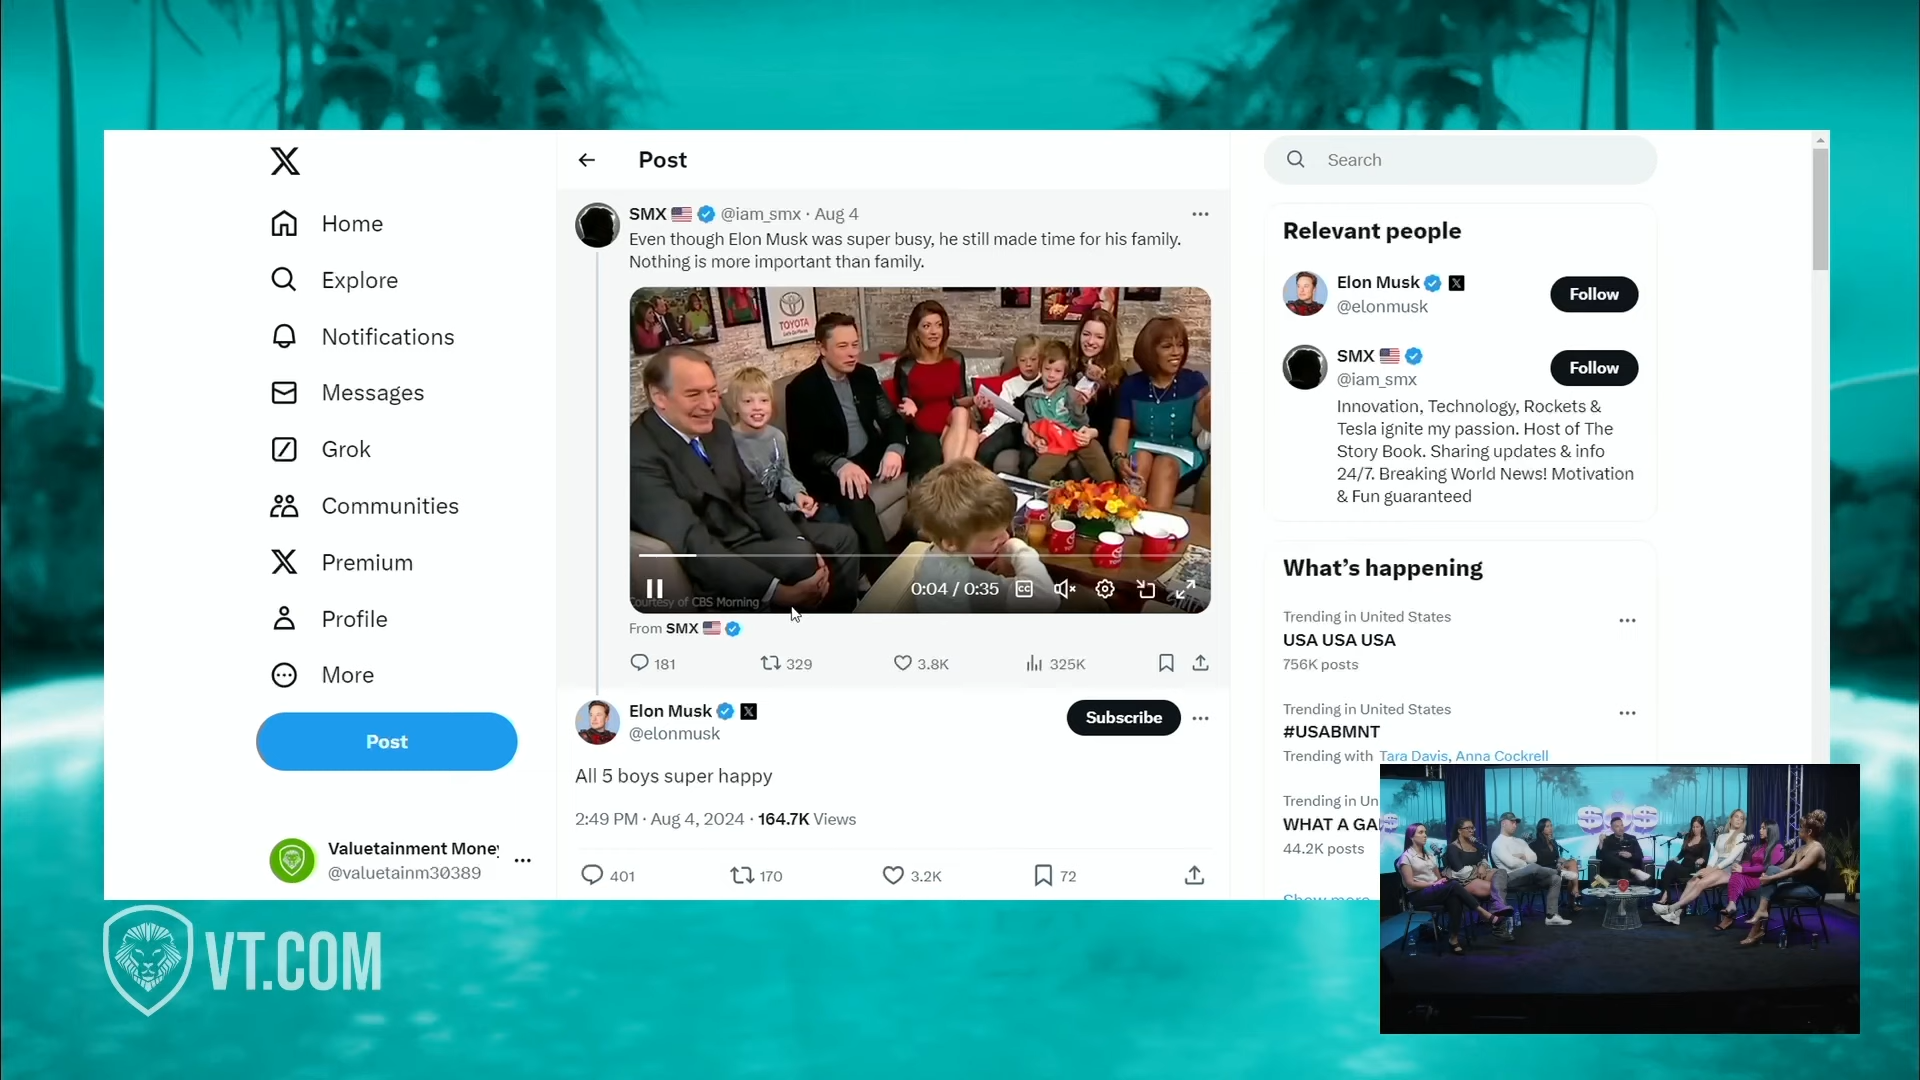 X
Home
Explore
Notifications
Messages
Grok
Communities
Premium
Profile
More
Post
Valuetainment Money
@valuetainm30389
Post
SMX @iam_smx · Aug 4
Even though Elon Musk was super busy, he still made time for his family.
Nothing is more important than family.
TOYOTA
Courtesy of CBS Morning
0:04 / 0:35
CC
From SMX
181 329 3.8K 325K
Elon Musk X
@elonmusk
Subscribe
All 5 boys super happy
2:49 PM · Aug 4, 2024 · 164.7K Views
401 170 3.2K 72
Search
Relevant people
Elon Musk X
@elonmusk
Follow
SMX
@iam_smx
Follow
Innovation, Technology, Rockets &
Tesla ignite my passion. Host of The
Story Book. Sharing updates & info
24/7. Breaking World News! Motivation
& Fun guaranteed
What's happening
Trending in United States
USA USA USA
756K posts
Trending in United States
#USABMNT
Trending with Tara Davis, Anna Cockrell
Trending in Un
WHAT A GA
44.2K posts
Show more
$O$
VT.COM